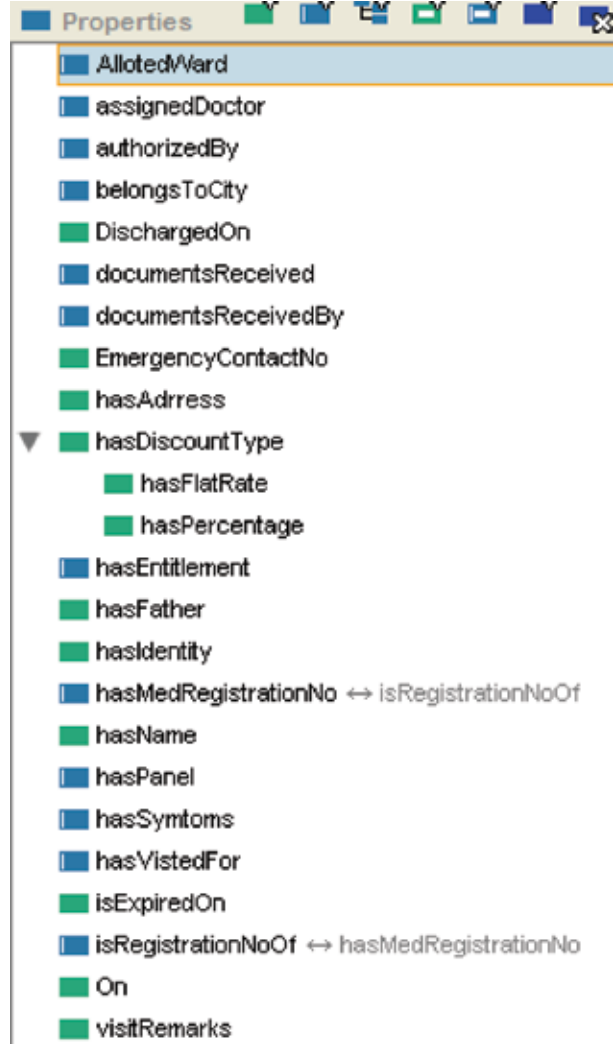 Properties
AllotedWard
assignedDoctor
authorizedBy
belongsToCity
DischargedOn
documentsReceived
documentsReceivedBy
EmergencyContactNo
hasAdrress
hasDiscountType
hasFlatRate
hasPercentage
hasEntitlement
hasFather
hasIdentity
hasMedRegistrationNo ↔ isRegistrationNoOf
hasName
hasPanel
hasSymtoms
hasVistedFor
isExpiredOn
isRegistrationNoOf ↔ hasMedRegistrationNo
On
visitRemarks